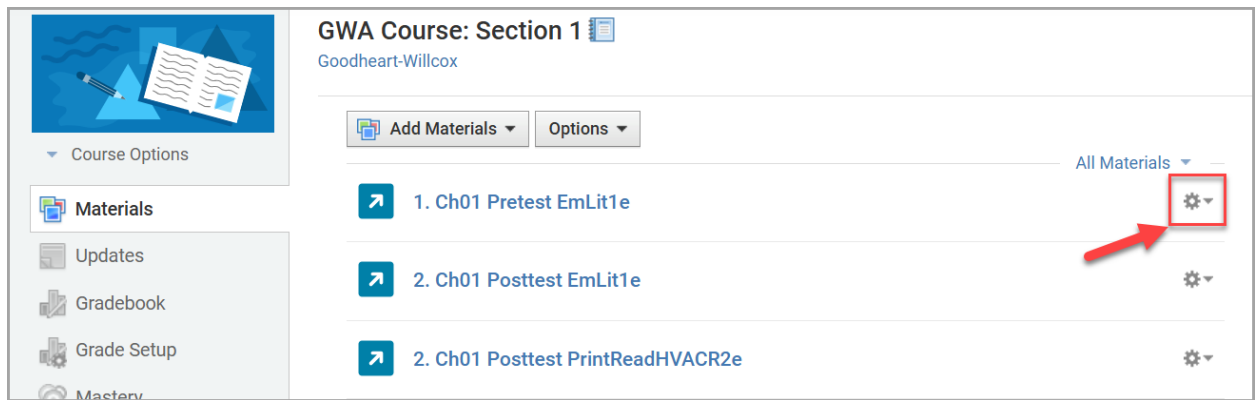 GWA Course: Section 1
Goodheart-Willcox
Course Options
Materials
Updates
Gradebook
Grade Setup
Mastery
Add Materials
Options
All Materials
1. Ch01 Pretest EmLit1e
2. Ch01 Posttest EmLit1e
2. Ch01 Posttest PrintReadHVACR2e